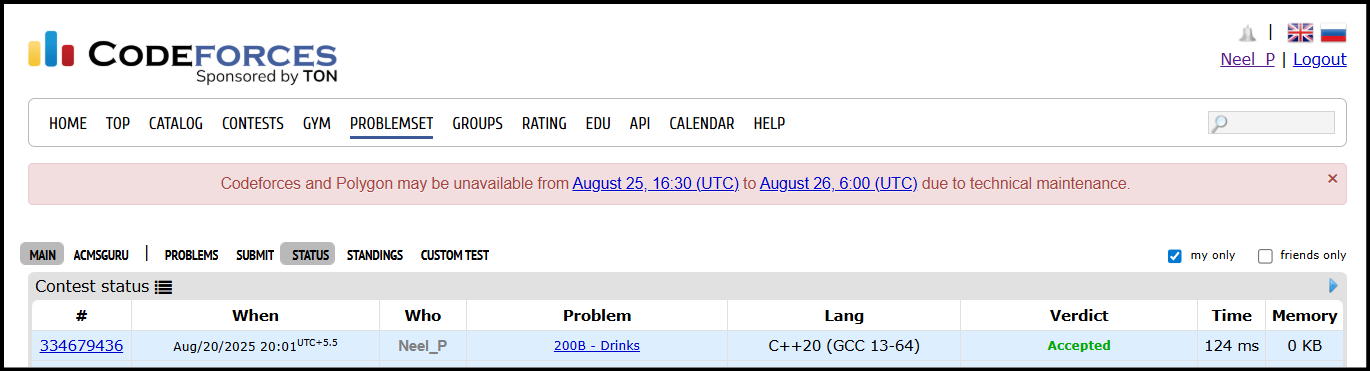 CODEFORCES
Sponsored by TON
|
Neel_P | Logout
HOME TOP CATALOG CONTESTS GYM PROBLEMSET GROUPS RATING EDU API CALENDAR HELP
Codeforces and Polygon may be unavailable from August 25, 16:30 (UTC) to August 26, 6:00 (UTC) due to technical maintenance. ×
MAIN ACMSGURU | PROBLEMS SUBMIT STATUS STANDINGS CUSTOM TEST my only friends only
Contest status
# When Who Problem Lang Verdict Time Memory
334679436 Aug/20/2025 20:01UTC+5.5 Neel_P 200B - Drinks C++20 (GCC 13-64) Accepted 124 ms 0 KB